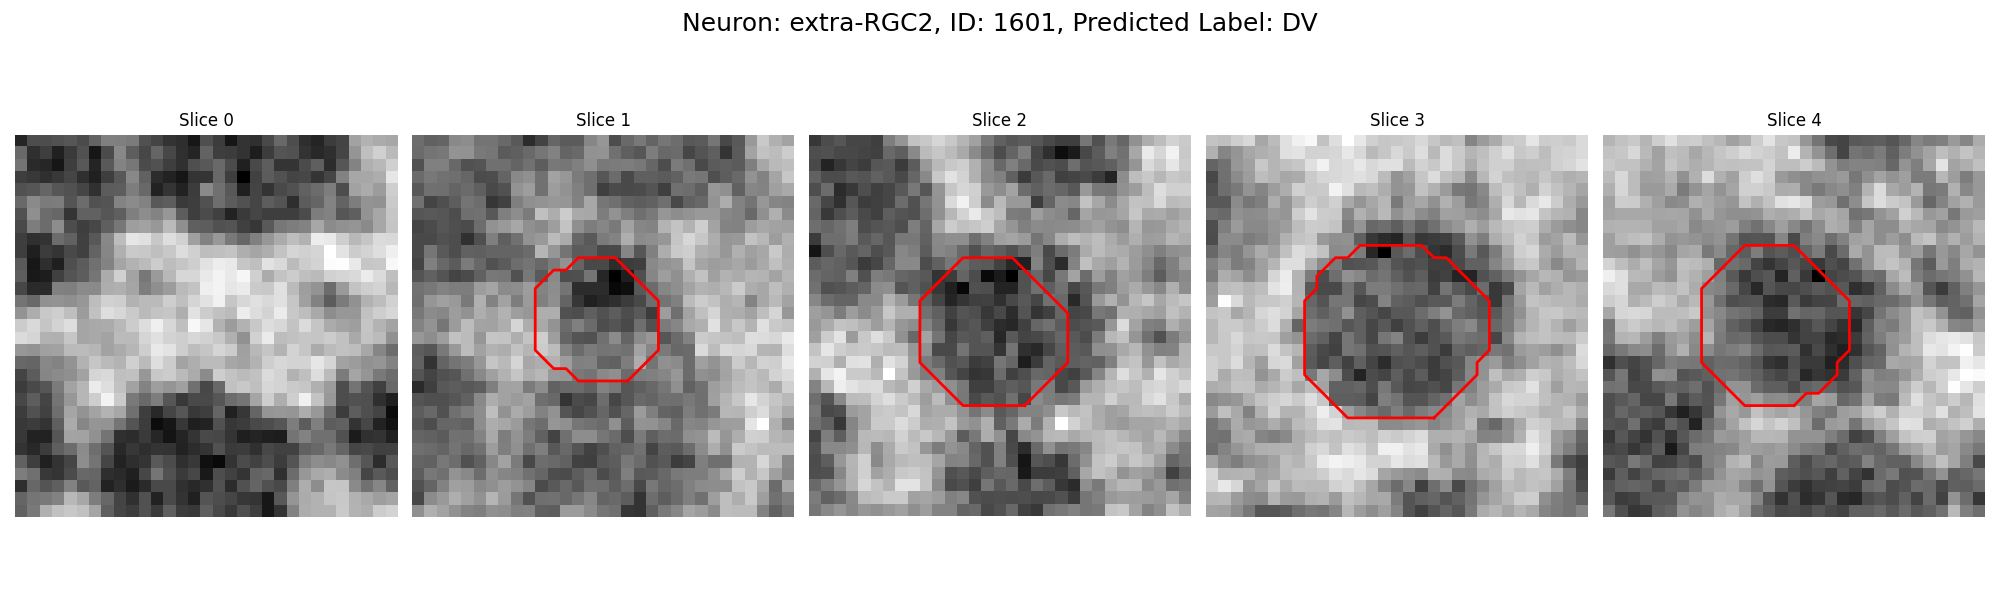 Neuron: extra-RGC2, ID: 1601, Predicted Label: DV
Slice 0
Slice 1
Slice 2
Slice 3
Slice 4